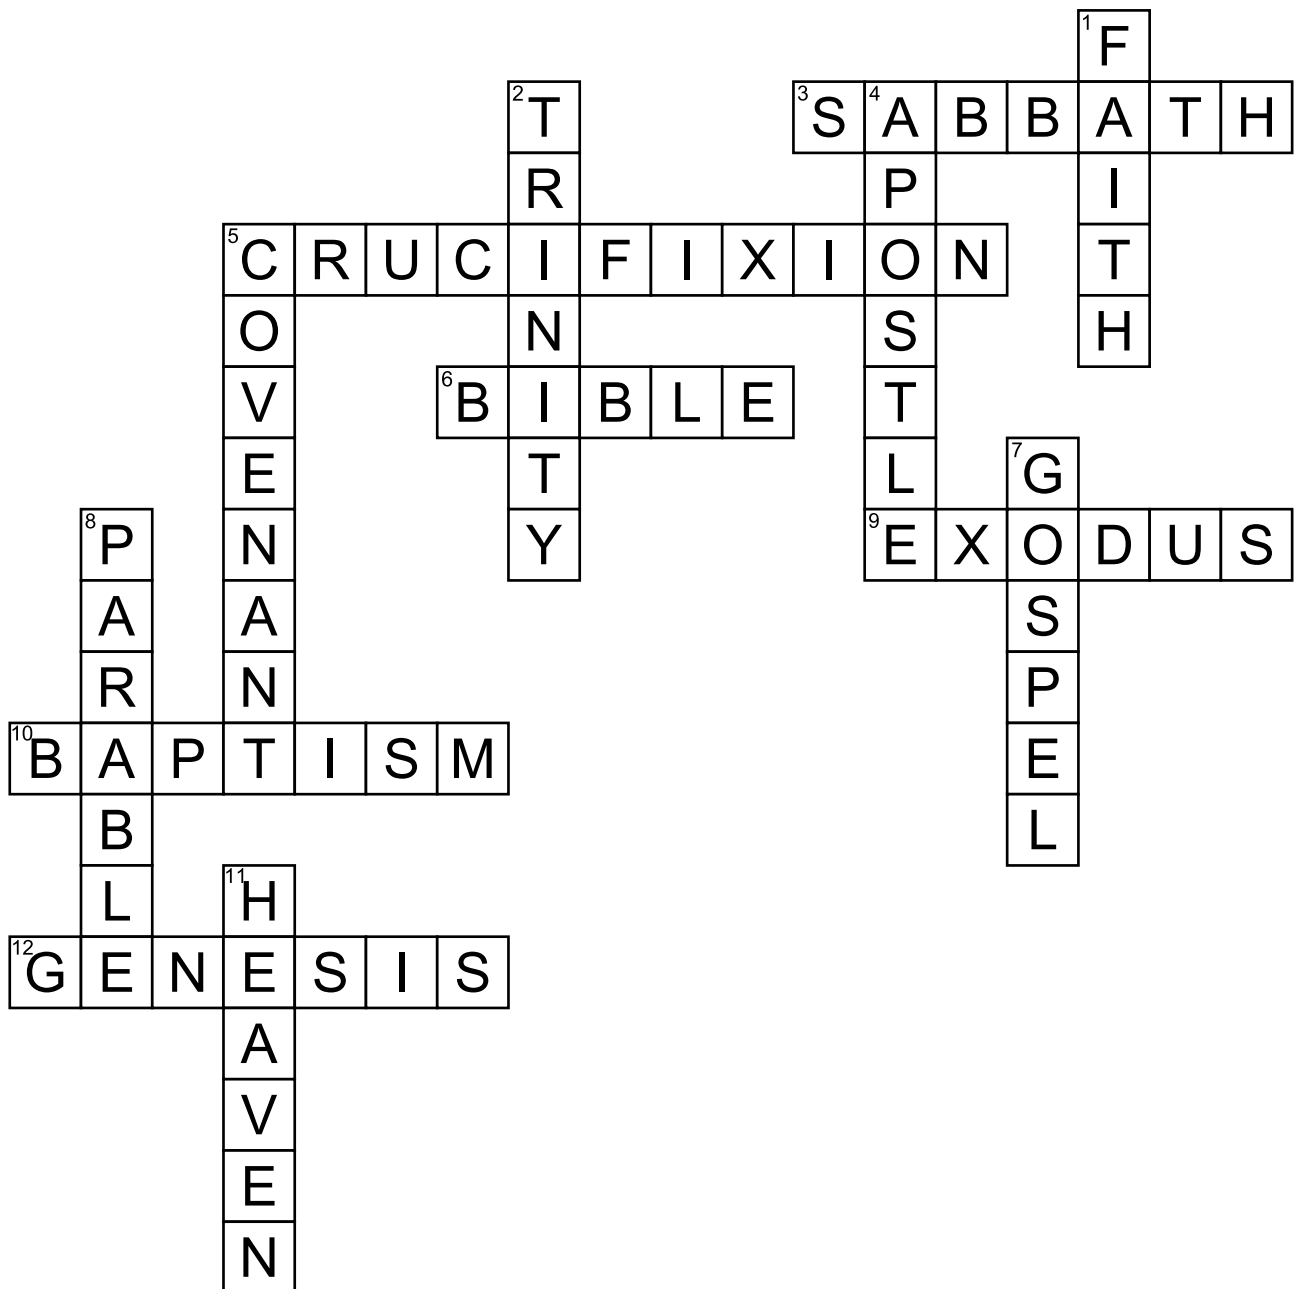 1 F
2 T 3 S 4 A B B A T H
R P I
5 C R U C I F I X I O N T
O N S H
V 6 B I B L E T
E T L 7 G
8 P N Y 9 E X O D U S
A A S
R N P
10 B A P T I S M E
B L
L 11 H
12 G E N E S I S
A
V
E
N